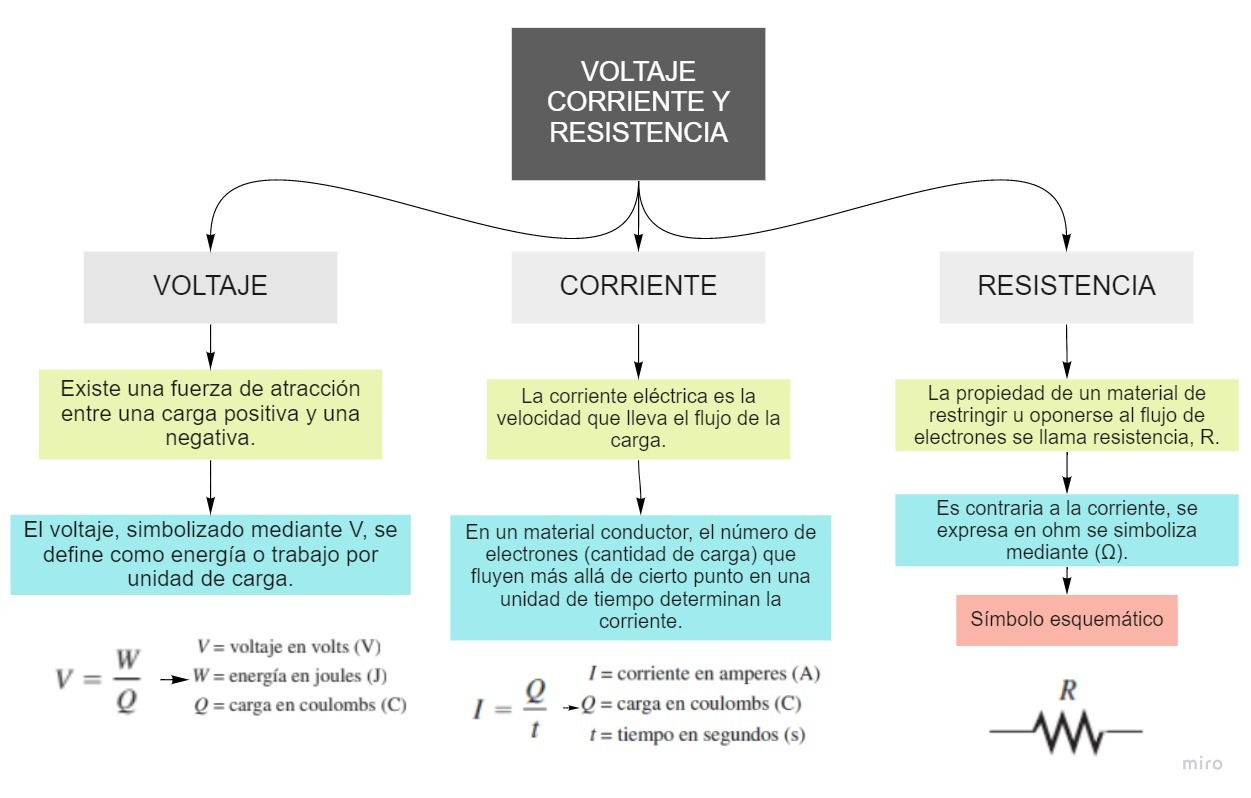 VOLTAJE
CORRIENTE Y
RESISTENCIA
VOLTAJE
Existe una fuerza de atracción
entre una carga positiva y una
negativa.
El voltaje, simbolizado mediante V, se
define como energía o trabajo por
unidad de carga.
V = W/Q
V = voltaje en volts (V)
W = energía en joules (J)
Q = carga en coulombs (C)
CORRIENTE
La corriente eléctrica es la
velocidad que lleva el flujo de la
carga.
En un material conductor, el número de
electrones (cantidad de carga) que
fluyen más allá de cierto punto en una
unidad de tiempo determinan la
corriente.
I = Q/t
I = corriente en amperes (A)
Q = carga en coulombs (C)
t = tiempo en segundos (s)
RESISTENCIA
La propiedad de un material de
restringir u oponerse al flujo de
electrones se llama resistencia, R.
Es contraria a la corriente, se
expresa en ohm se simboliza
mediante (Ω).
Símbolo esquemático
R
miro